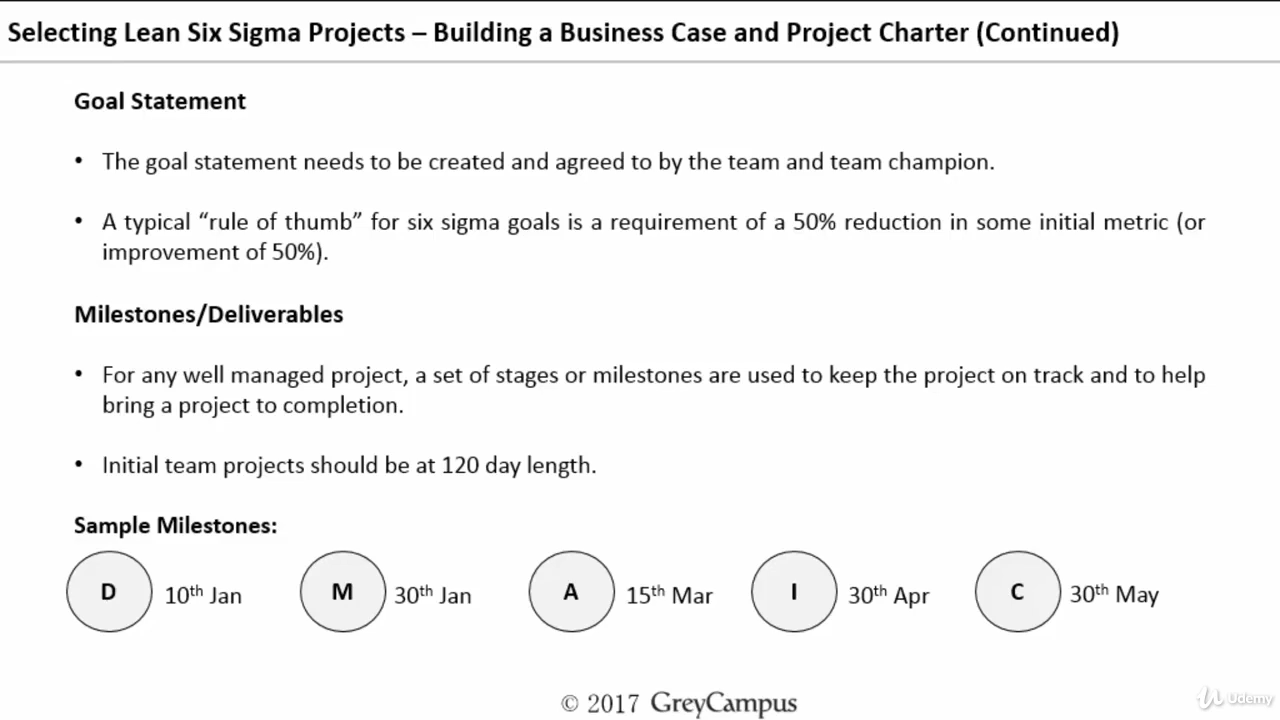 Selecting Lean Six Sigma Projects – Building a Business Case and Project Charter (Continued)
Goal Statement
• The goal statement needs to be created and agreed to by the team and team champion.
• A typical “rule of thumb” for six sigma goals is a requirement of a 50% reduction in some initial metric (or
improvement of 50%).
Milestones/Deliverables
• For any well managed project, a set of stages or milestones are used to keep the project on track and to help
bring a project to completion.
• Initial team projects should be at 120 day length.
Sample Milestones:
D 10th Jan M 30th Jan A 15th Mar I 30th Apr C 30th May
© 2017 GreyCampus
Udemy